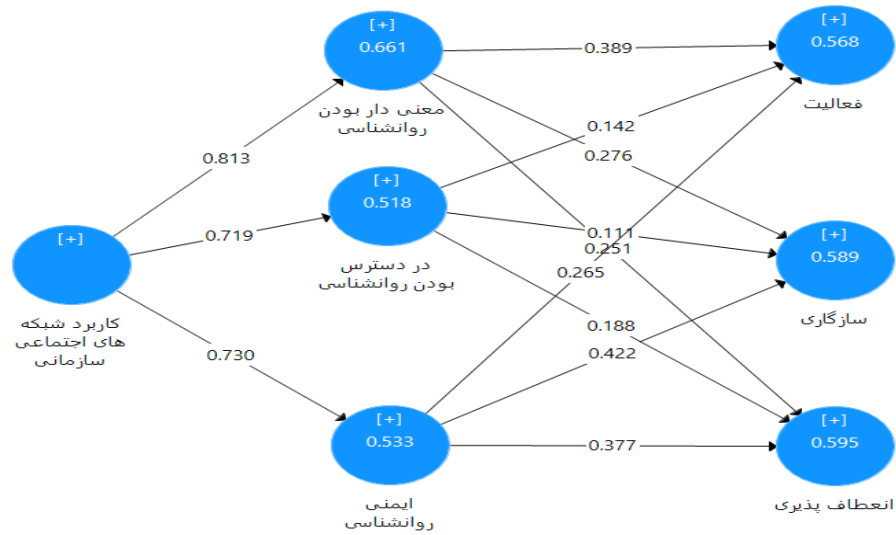 [+]
0.661
معنی دار بودن
روانشناسی
[+]
0.568
فعالیت
0.389
0.142
0.276
0.813
[+]
0.518
در دسترس
بودن روانشناسی
0.719
[+]
کاربرد شبکه
های اجتماعی
سازمانی
0.111
0.251
0.265
[+]
0.589
سازگاری
0.188
0.422
0.730
[+]
0.533
ایمنی
روانشناسی
0.377
[+]
0.595
انعطاف پذیری